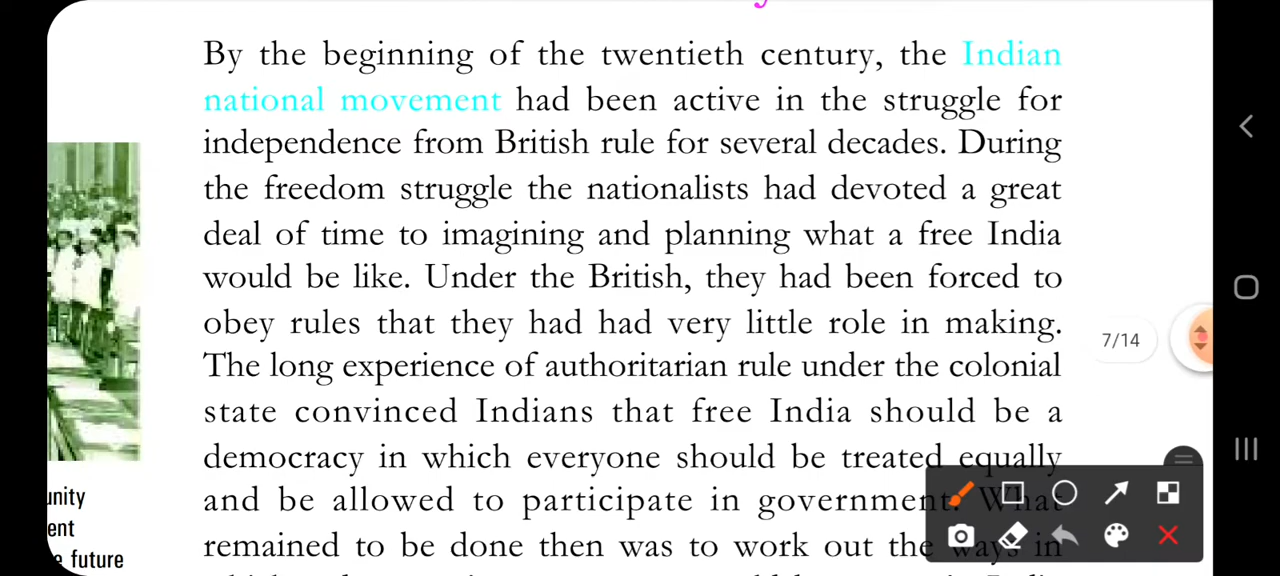 By the beginning of the twentieth century, the Indian
national movement had been active in the struggle for
independence from British rule for several decades. During
the freedom struggle the nationalists had devoted a great
deal of time to imagining and planning what a free India
would be like. Under the British, they had been forced to
obey rules that they had had very little role in making.
7/14
The long experience of authoritarian rule under the colonial
state convinced Indians that free India should be a
democracy in which everyone should be treated equally
and be allowed to participate in government. What
remained to be done then was to work out the ways in
unity
ent
e future